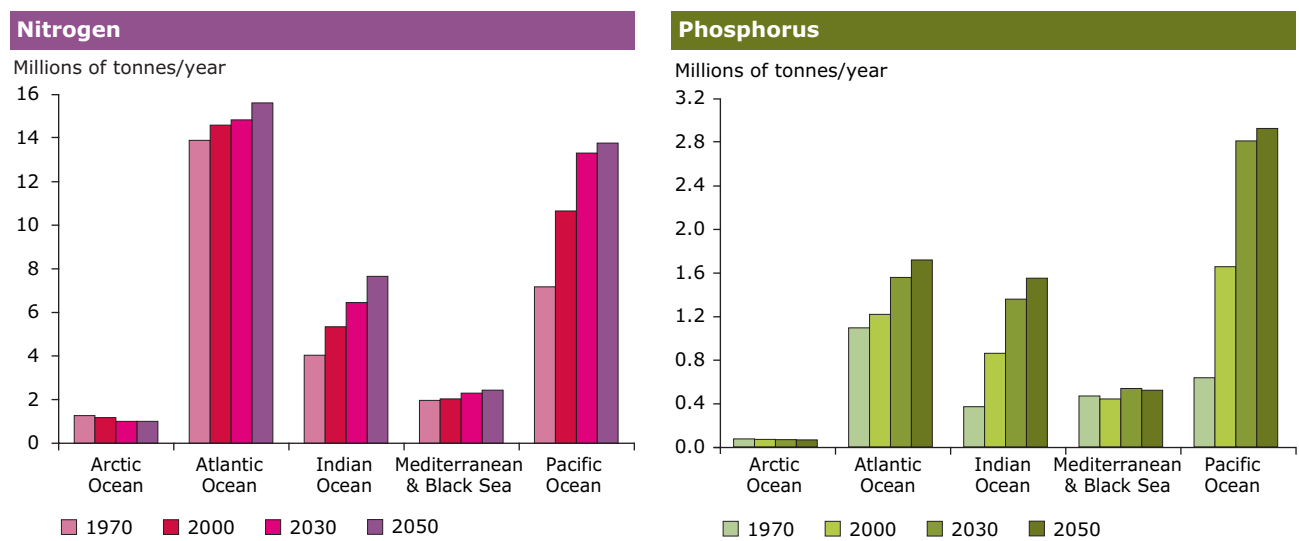 Nitrogen
Millions of tonnes/year
16
14
12
10
8
6
4
2
0
Arctic
Ocean
Atlantic
Ocean
Indian
Ocean
Mediterranean
& Black Sea
Pacific
Ocean
1970 2000 2030 2050
Phosphorus
Millions of tonnes/year
3.2
2.8
2.4
2.0
1.6
1.2
0.8
0.4
0.0
Arctic
Ocean
Atlantic
Ocean
Indian
Ocean
Mediterranean
& Black Sea
Pacific
Ocean
1970 2000 2030 2050